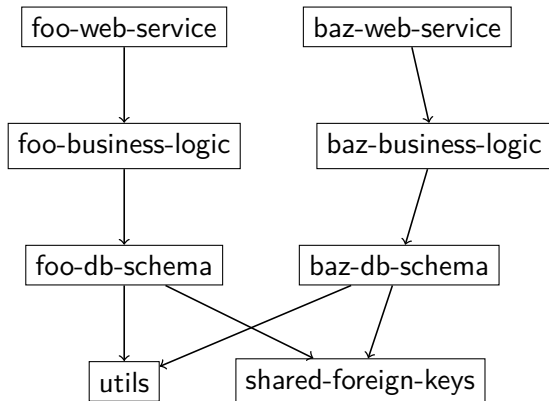 foo-web-service
baz-web-service
foo-business-logic
baz-business-logic
foo-db-schema
baz-db-schema
utils
shared-foreign-keys